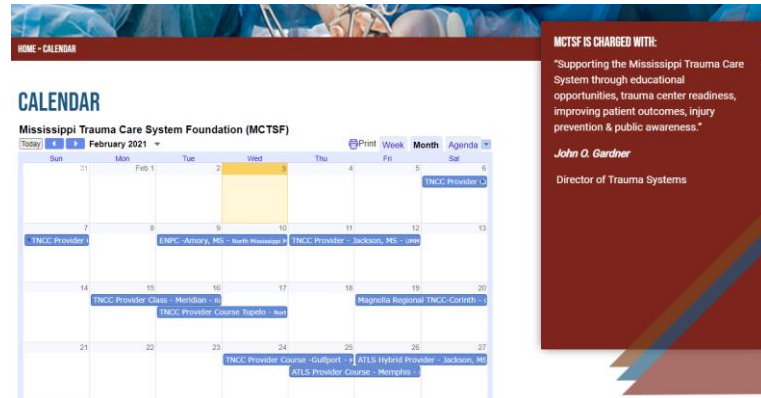 HOME » CALENDAR
CALENDAR
Mississippi Trauma Care System Foundation (MCTSF)
Today February 2021 Print Week Month Agenda
Sun Mon Tue Wed Thu Fri Sat
31 Feb 1 2 3 4 5 6
TNCC Provider
7 8 9 10 11 12 13
TNCC Provider
ENPC -Amory, MS - North Mississippi
TNCC Provider - Jackson, MS - UMM
14 15 16 17 18 19 20
TNCC Provider Class - Meridian -
Magnolia Regional TNCC-Corinth -
TNCC Provider Course Tupelo - Nort
21 22 23 24 25 26 27
TNCC Provider Course -Gulfport -
ATLS Hybrid Provider - Jackson, MS
ATLS Provider Course - Memphis -
MCTSF IS CHARGED WITH:
"Supporting the Mississippi Trauma Care
System through educational
opportunities, trauma center readiness,
improving patient outcomes, injury
prevention & public awareness."
John O. Gardner
Director of Trauma Systems